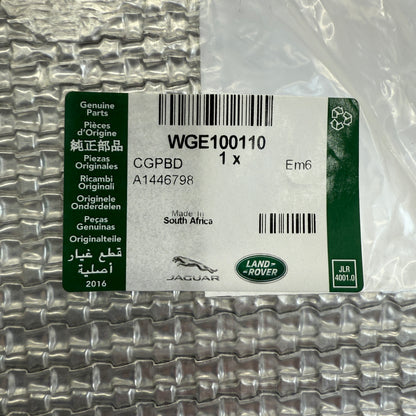 Genuine
Parts
Pièces
d'Origine
純正部品
Piezas
Originales
Ricambi
Originali
Originele
Onderdelen
Peças
Genuinas
Originalteile
قطع غيار
أصلية
2016
WGE100110
1 x
CGPBD
Em6
A1446798
Made In
South Africa
JAGUAR
LAND-
ROVER
JLR
4001.0